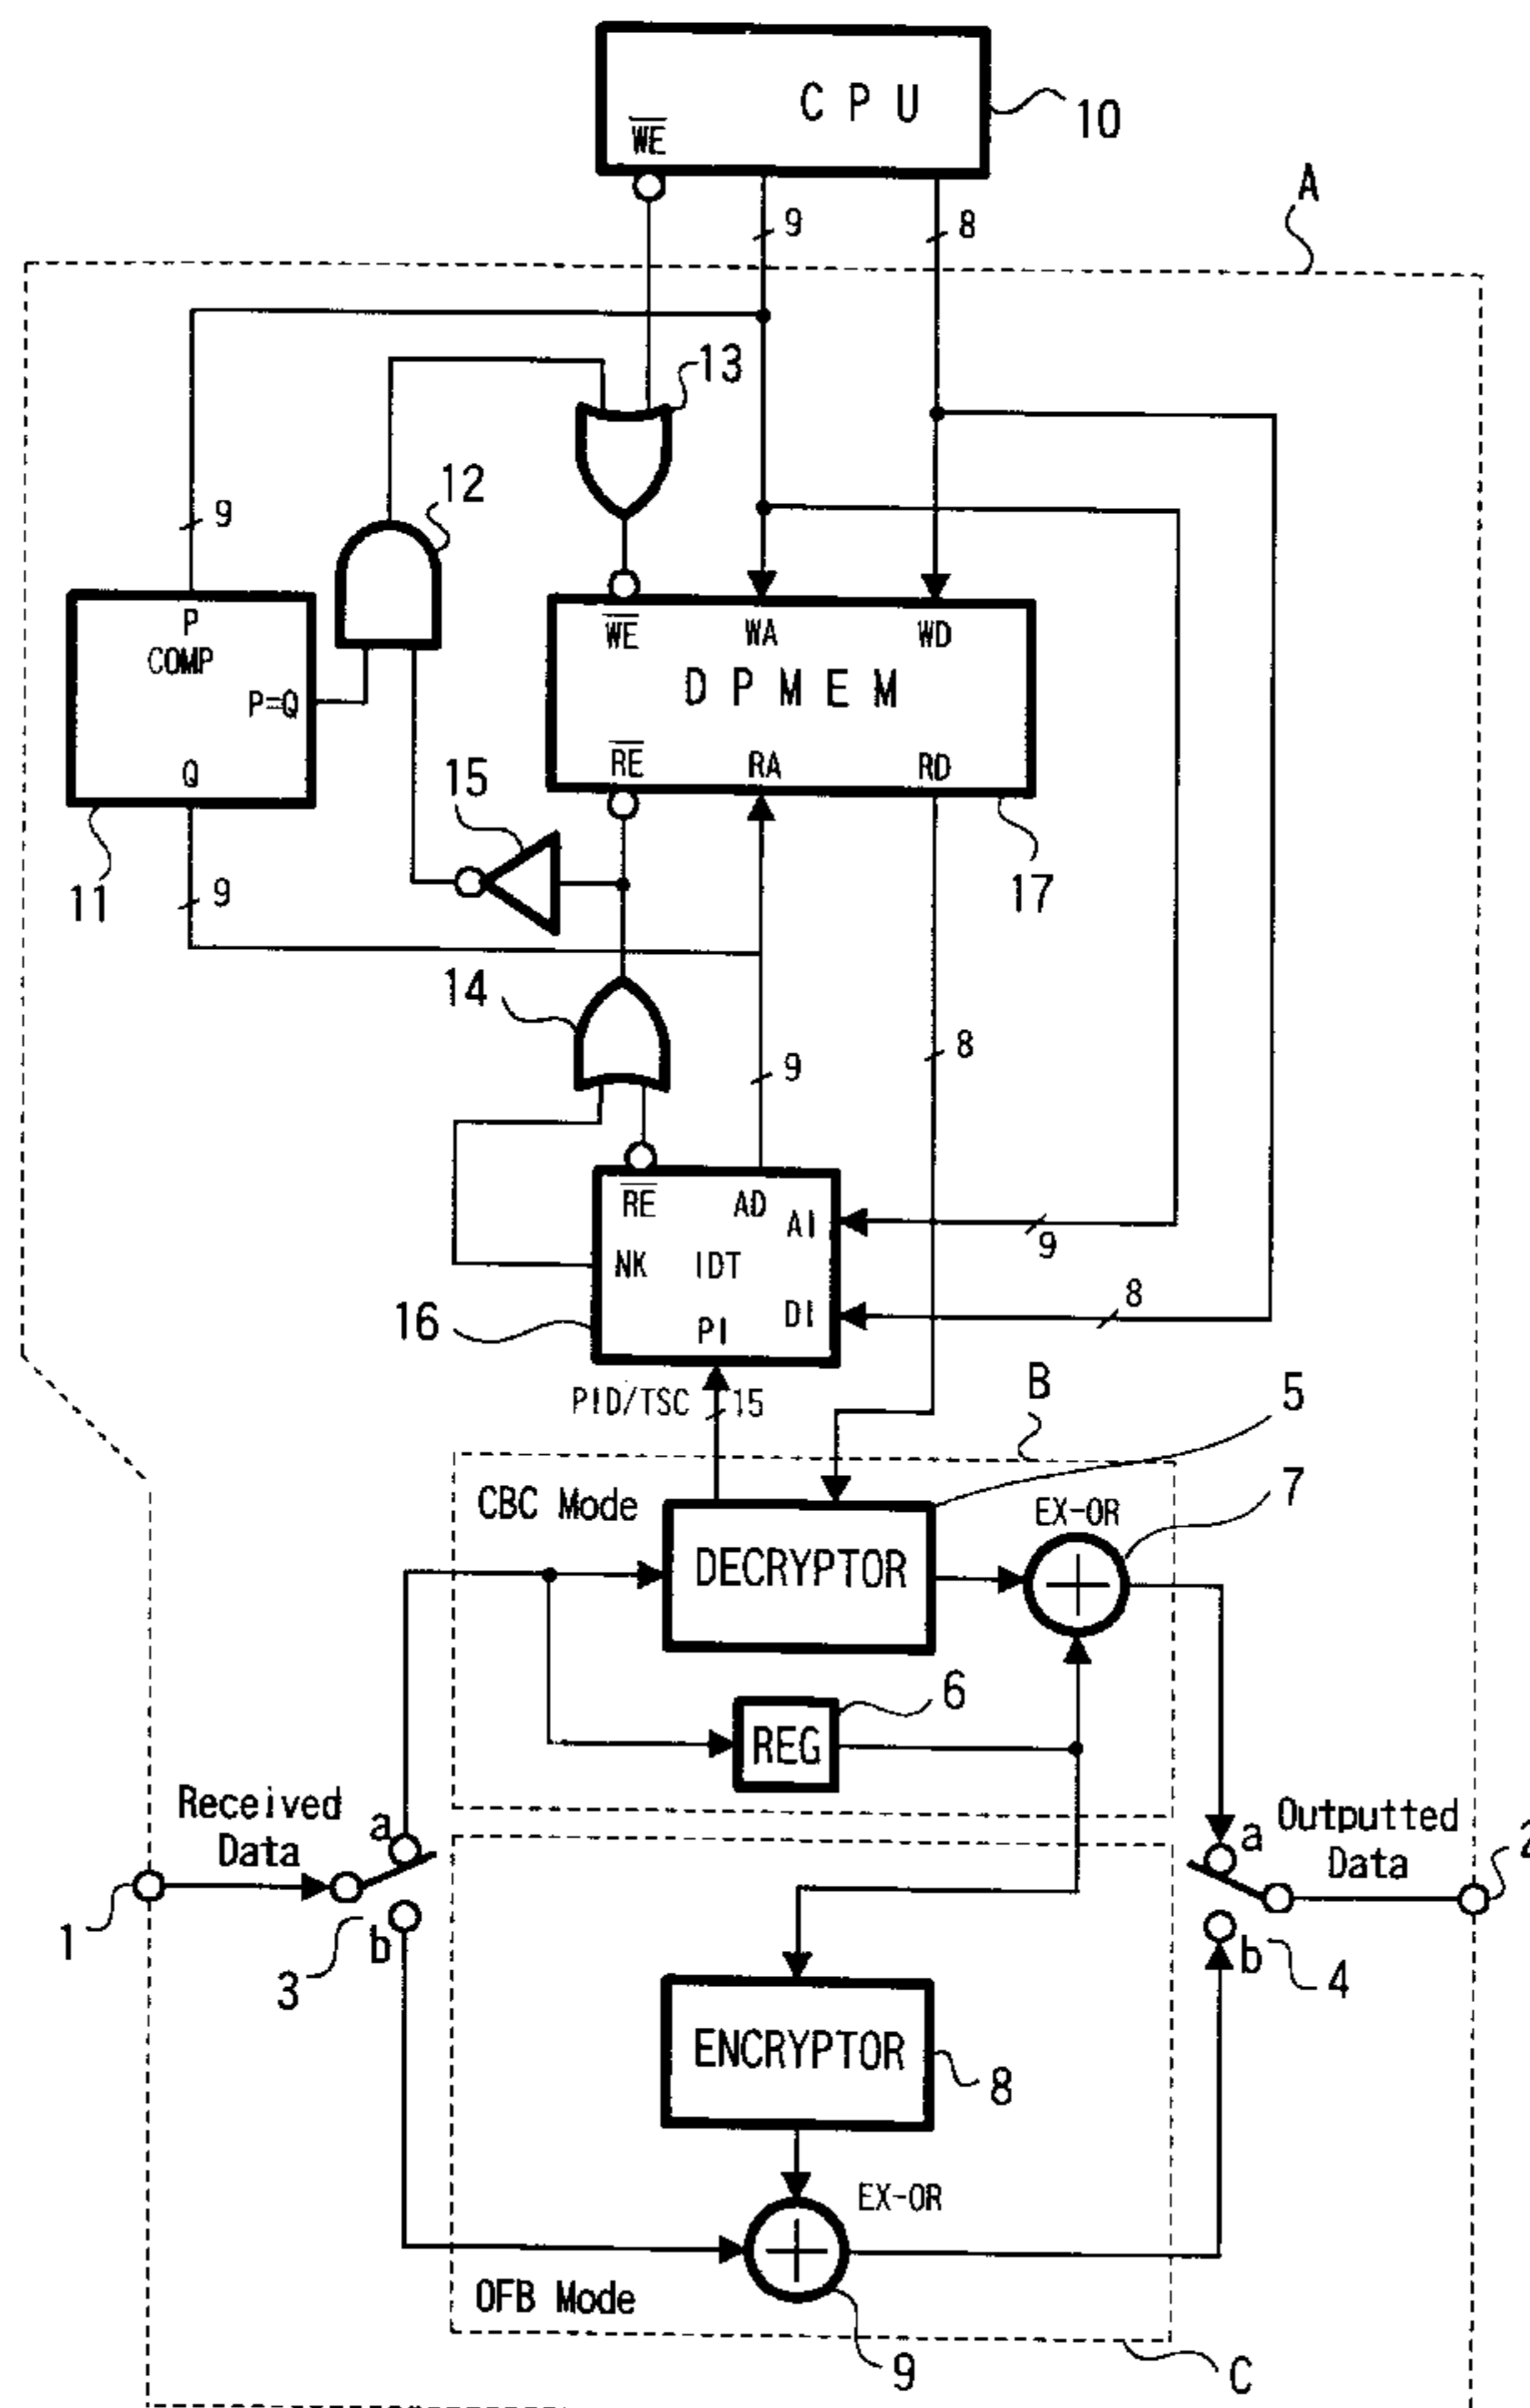 CPU
WE
10
A
9
8
13
12
9
P
COMP
P=Q
Q
11
WE
WA
WD
DPMEM
RE
RA
RD
15
17
9
14
9
8
RE
AD
AI
9
NK
IDT
DI
8
PI
16
PID/TSC
15
B
5
CBC Mode
EX-OR
7
DECRYPTOR
6
REG
Received
Data
a
b
1
3
Outputted
Data
a
b
2
4
ENCRYPTOR
8
EX-OR
OFB Mode
9
C